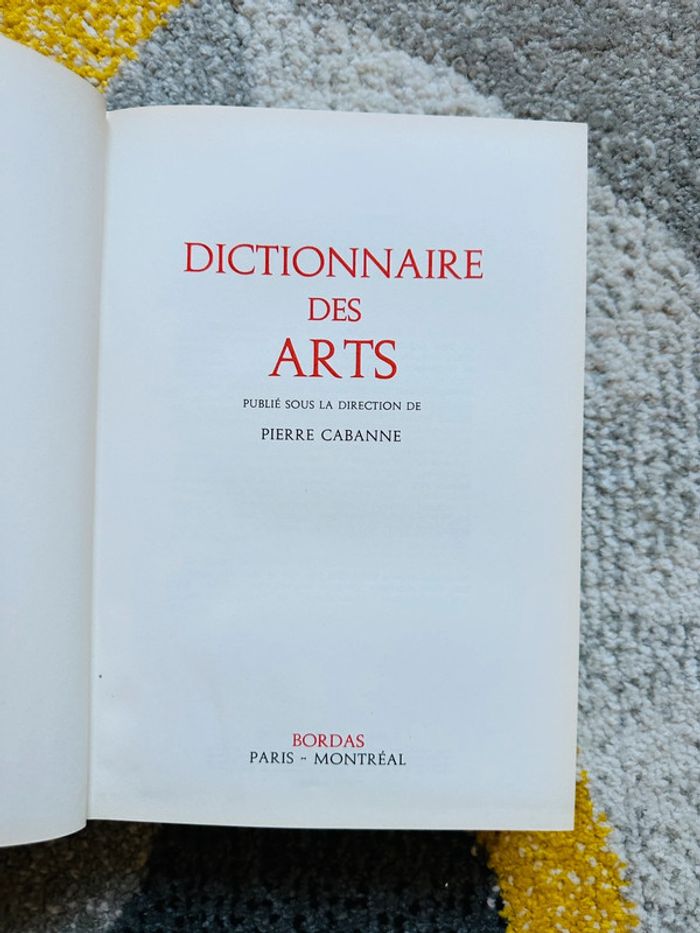 DICTIONNAIRE
DES
ARTS
PUBLIÉ SOUS LA DIRECTION DE
PIERRE CABANNE
BORDAS
PARIS - MONTRÉAL